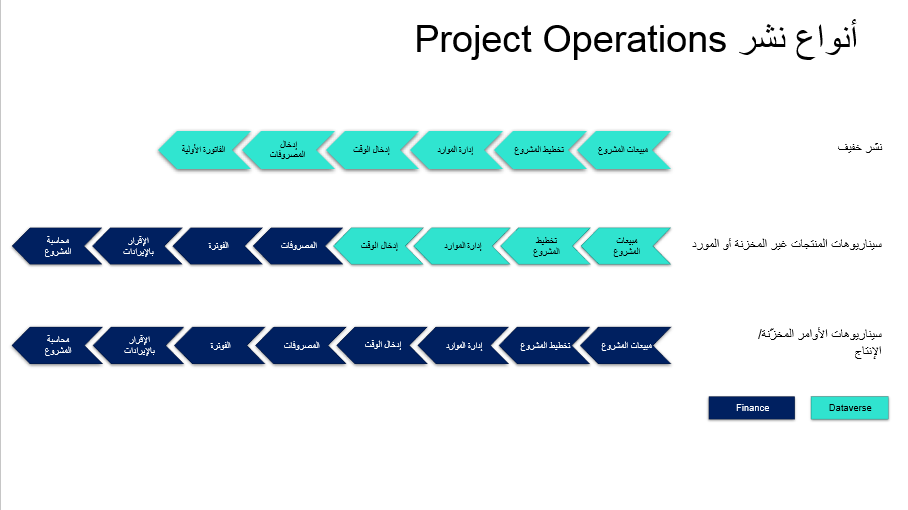 أنواع نشر Project Operations
نشر خفيف
مبيعات المشروع
تخطيط المشروع
إدارة الموارد
إدخال الوقت
إدخال
المصروفات
الفاتورة الأولية
سيناريوهات المنتجات غير المخزنة أو المورد
مبيعات
المشروع
تخطيط
المشروع
إدارة الموارد
إدخال الوقت
المصروفات
الفوترة
الإقرار
بالإيرادات
محاسبة
المشروع
سيناريوهات الأوامر المخزّنة/
الإنتاج
مبيعات المشروع
تخطيط المشروع
إدارة الموارد
إدخال الوقت
المصروفات
الفوترة
الإقرار
بالإيرادات
محاسبة
المشروع
Dataverse
Finance